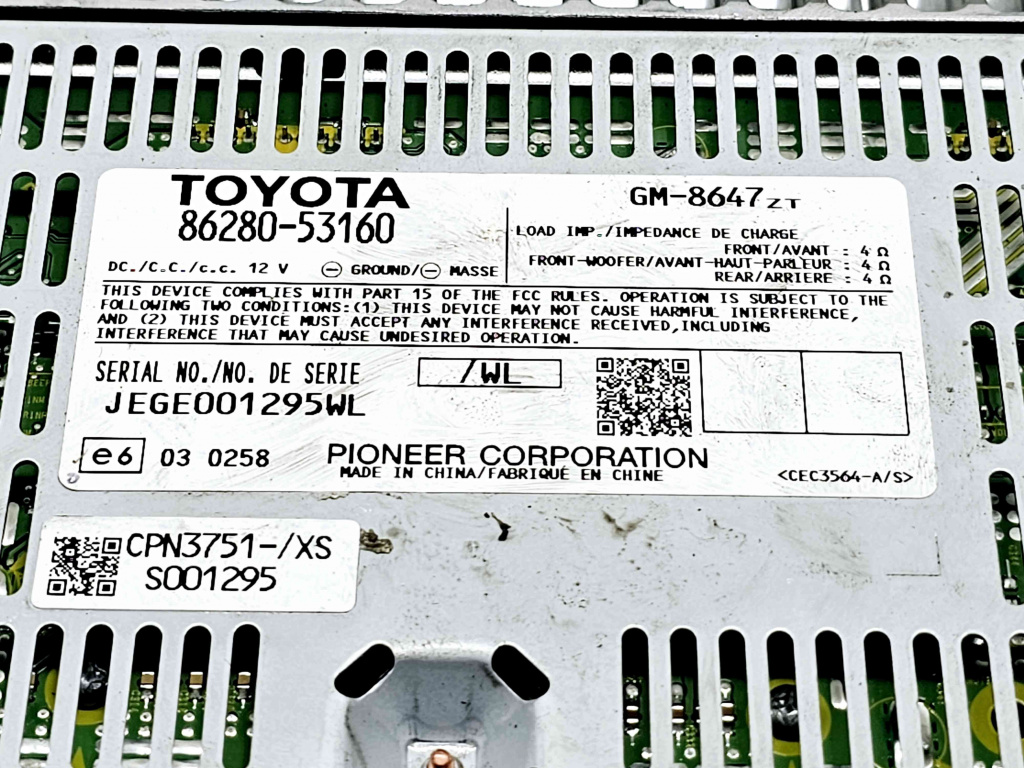 TOYOTA
86280-53160
DC./C.C./c.c. 12 V ⊖ GROUND/⊖ MASSE
GM-8647ZT
LOAD IMP./IMPEDANCE DE CHARGE
FRONT/AVANT : 4 Ω
FRONT-WOOFER/AVANT-HAUT-PARLEUR : 4 Ω
REAR/ARRIERE : 4 Ω
THIS DEVICE COMPLIES WITH PART 15 OF THE FCC RULES. OPERATION IS SUBJECT TO THE
FOLLOWING TWO CONDITIONS:(1) THIS DEVICE MAY NOT CAUSE HARMFUL INTERFERENCE,
AND (2) THIS DEVICE MUST ACCEPT ANY INTERFERENCE RECEIVED,INCLUDING
INTERFERENCE THAT MAY CAUSE UNDESIRED OPERATION.
SERIAL NO./NO. DE SERIE /WL
JEGE001295WL
e6 03 0258
PIONEER CORPORATION
MADE IN CHINA/FABRIQUÉ EN CHINE
<CEC3564-A/S>
CPN3751-/XS
S001295